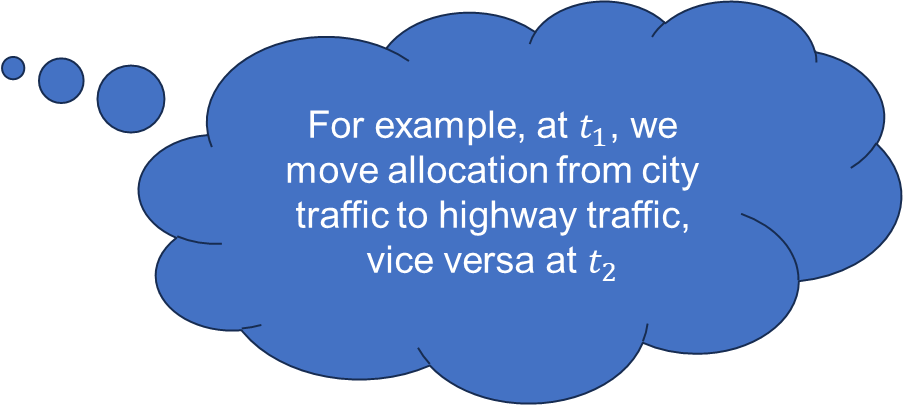 For example, at t₁, we
move allocation from city
traffic to highway traffic,
vice versa at t₂